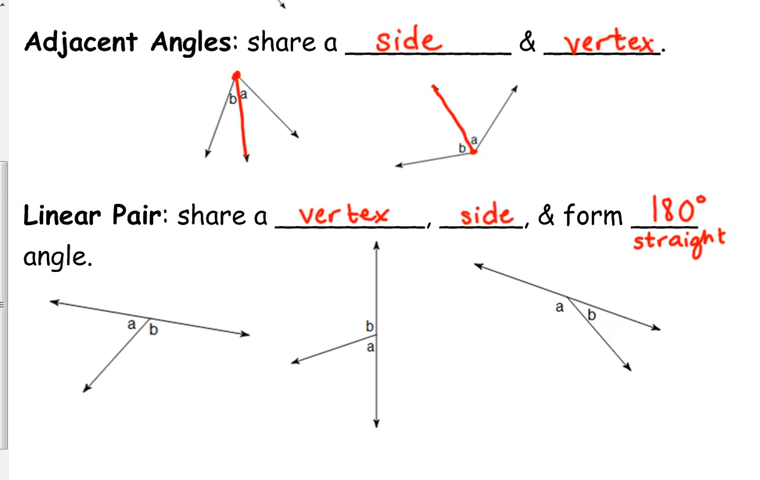 Adjacent Angles: share a side & vertex.
b a
a
b
Linear Pair: share a vertex, side, & form 180°
straight
angle.
a b
b
a
a b